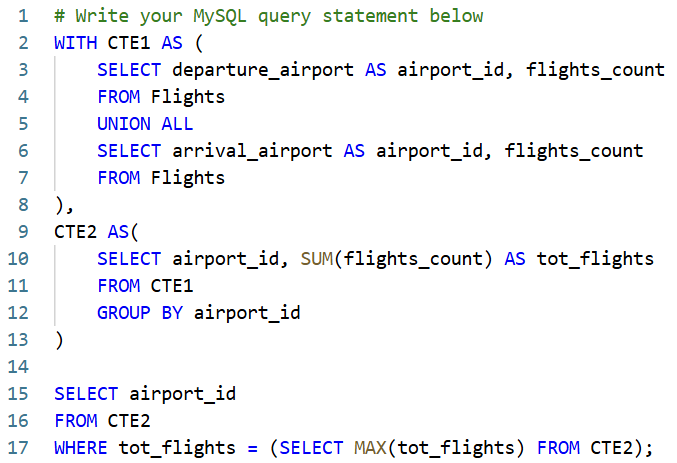 1 # Write your MySQL query statement below
2 WITH CTE1 AS (
3     SELECT departure_airport AS airport_id, flights_count
4     FROM Flights
5     UNION ALL
6     SELECT arrival_airport AS airport_id, flights_count
7     FROM Flights
8 ),
9 CTE2 AS(
10     SELECT airport_id, SUM(flights_count) AS tot_flights
11     FROM CTE1
12     GROUP BY airport_id
13 )
14
15 SELECT airport_id
16 FROM CTE2
17 WHERE tot_flights = (SELECT MAX(tot_flights) FROM CTE2);